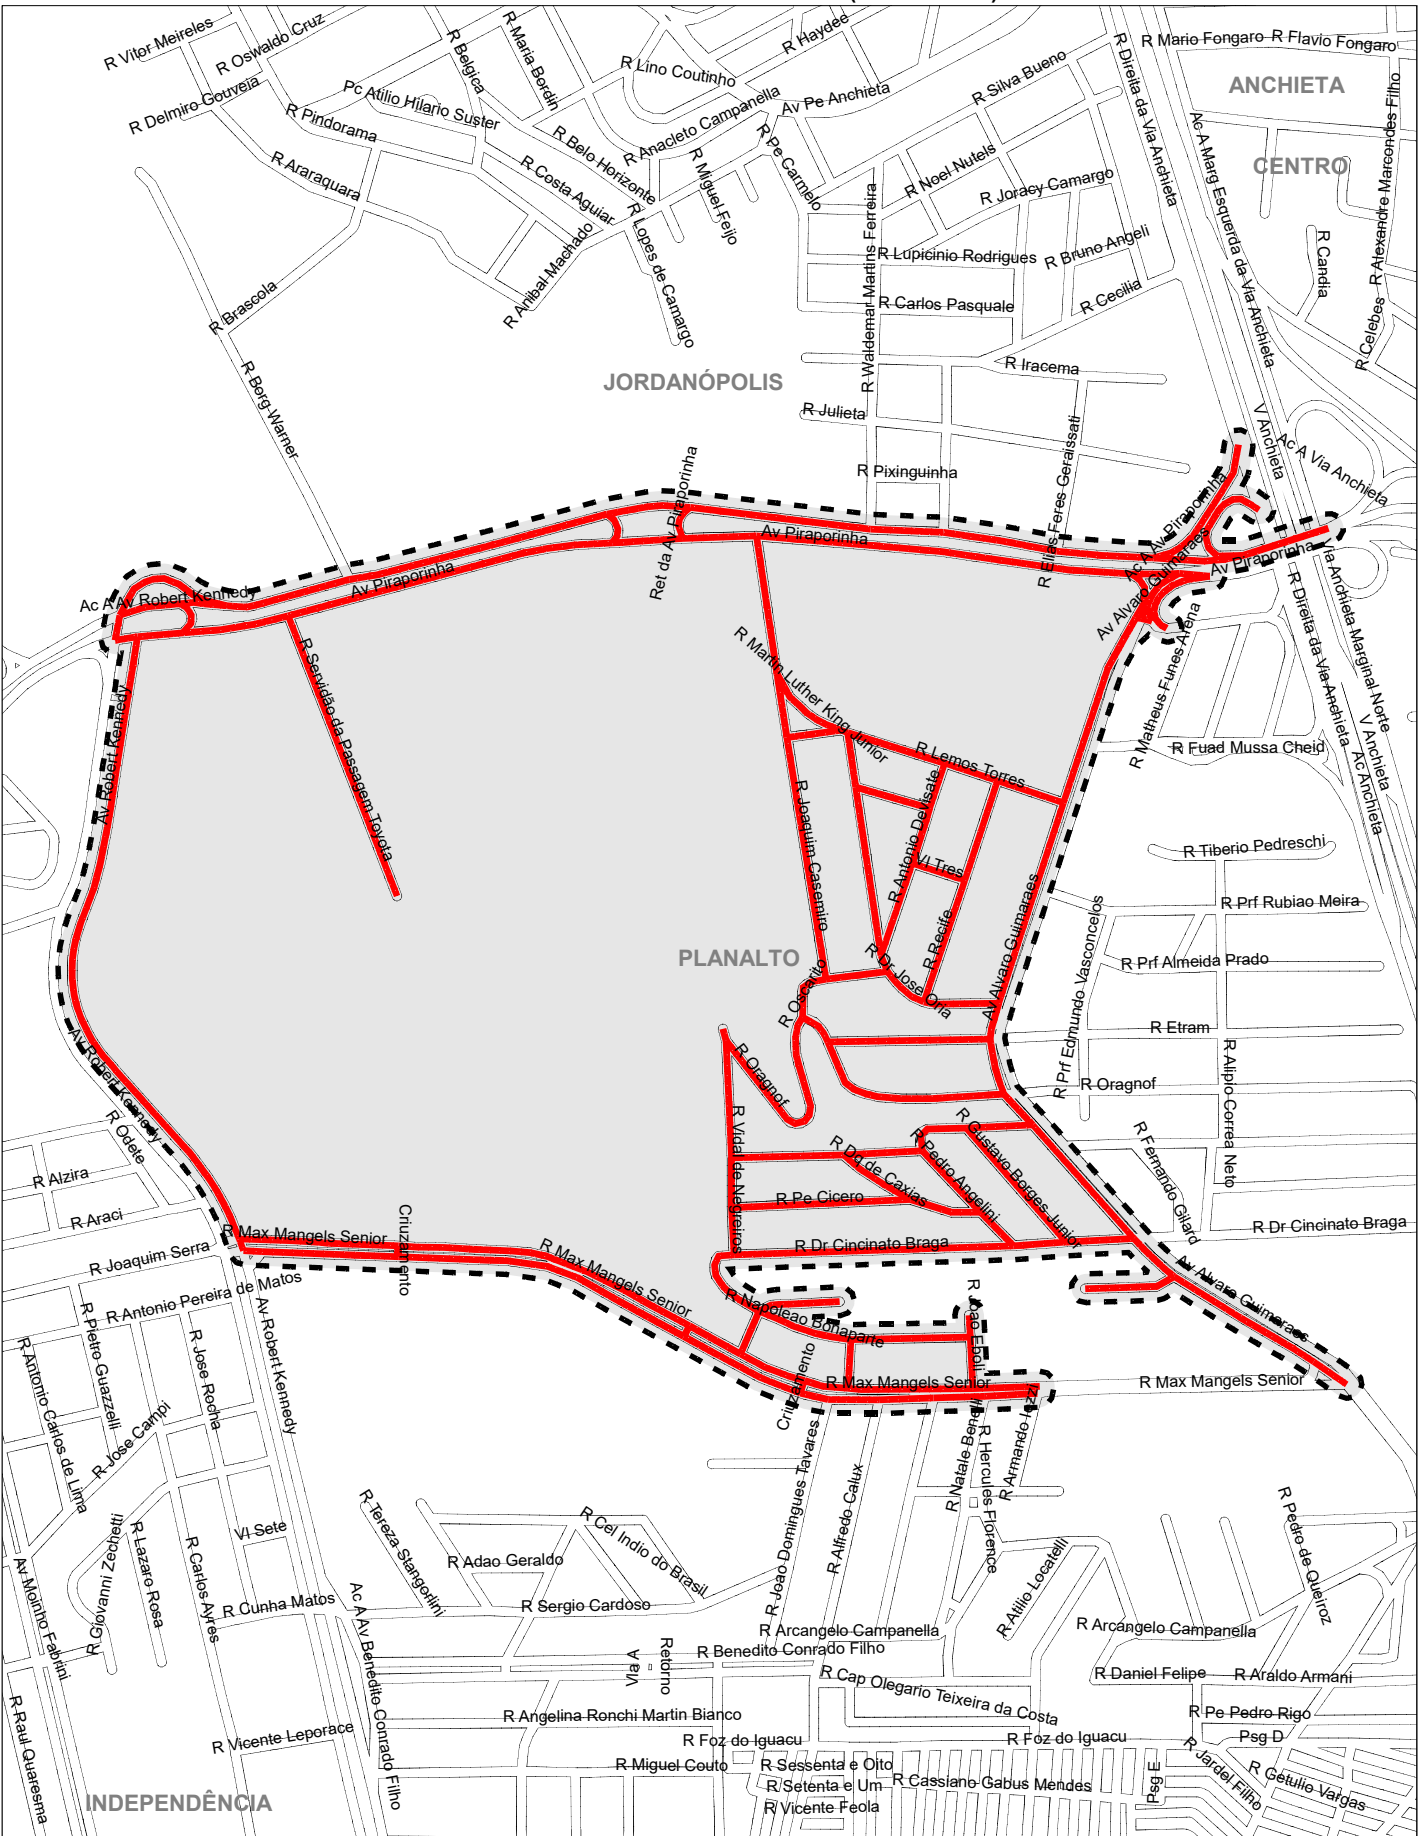 R Vitor Meireles
R Oswaldo Cruz
R Delmiro Gouveia
R Pindorama
R Araraquara
Pc Atilio Hilario Suster
R Belgica
R Maria Bordin
R Lino Coutinho
R Haydee
R Anacleto Campanella
Av Pe Anchieta
R Silva Bueno
R Direita da Via Anchieta
R Mario Fongaro
R Flavio Fongaro
ANCHIETA
CENTRO
Ac A Marg Esquerda da Via Anchieta
R Alexandre Marcondes Filho
R Candia
R Celebes
R Belo Horizonte
R Costa Aguiar
R Miguel Feijo
R Pe Carmelo
R Noel Nutels
R Joracy Camargo
R Waldemar Martins Ferreira
R Lupicinio Rodrigues
R Bruno Angeli
R Carlos Pasquale
R Cecilia
R Lopes de Camargo
R Anibal Machado
R Brascola
R Borg Warner
JORDANÓPOLIS
R Iracema
R Julieta
R Pixinguinha
R Elias Feres Geraissati
V Anchieta
Ac A Via Anchieta
Ac A Av Piraporinha
Ret da Av Piraporinha
Av Piraporinha
Av Piraporinha
Av Piraporinha
Av Alvaro Guimaraes
Ac A Av Robert Kennedy
Av Robert Kennedy
R Servidão da Passagem Toyota
R Martin Luther King Junior
R Lemos Torres
R Matheus Funes Arena
R Direita da Via Anchieta
Via Anchieta Marginal Norte
V Anchieta
Ac Anchieta
R Fuad Mussa Cheid
R Joaquim Casemiro
R Antonio Devisate
Vl Tres
R Recife
Av Alvaro Guimaraes
R Tiberio Pedreschi
R Prf Rubiao Meira
R Prf Edmundo Vasconcelos
R Prf Almeida Prado
PLANALTO
R Dr Jose Oria
R Oscarito
R Etram
R Oragnof
R Oragnof
R Alipio Correa Neto
R Fernando Gilard
R Dr Cincinato Braga
Av Robert Kennedy
R Odete
R Alzira
R Araci
R Joaquim Serra
R Vidal de Negreiros
R Dq de Caxias
R Pedro Angelini
R Gustavo Borges Junior
R Pe Cicero
R Dr Cincinato Braga
R Max Mangels Senior
Criuzamento
R Max Mangels Senior
R Napoleao Bonaparte
R Joao Eboli
Av Alvaro Guimaraes
Criuzamento
R Max Mangels Senior
R Max Mangels Senior
R Antonio Pereira de Matos
Av Robert Kennedy
R Pietro Guazzelli
R Jose Rocha
R Antonio Carlos de Lima
R Jose Campi
R Joao Domingues Tavares
R Alfredo Calux
R Natale Benelli
R Hercules Florence
R Armando Iezzi
R Pedro de Queiroz
R Giovanni Zechetti
R Lazaro Rosa
R Carlos Ayres
Vl Sete
R Cunha Matos
R Tereza Stangorlini
R Adao Geraldo
R Cel Indio do Brasil
R Sergio Cardoso
R Atilio Locatelli
Av Moinho Fabrini
Ac A Av Benedito Conrado Filho
R Arcangelo Campanella
R Arcangelo Campanella
R Benedito Conrado Filho
Via A
Retorno
R Cap Olegario Teixeira da Costa
R Daniel Felipe
R Araldo Armani
R Raul Quaresma
R Vicente Leporace
R Angelina Ronchi Martin Bianco
R Pe Pedro Rigo
R Foz do Iguacu
R Foz do Iguacu
Psg D
R Miguel Couto
R Sessenta e Oito
R Setenta e Um
R Cassiano Gabus Mendes
Psg E
R Jardel Filho
R Getulio Vargas
R Vicente Feola
INDEPENDÊNCIA